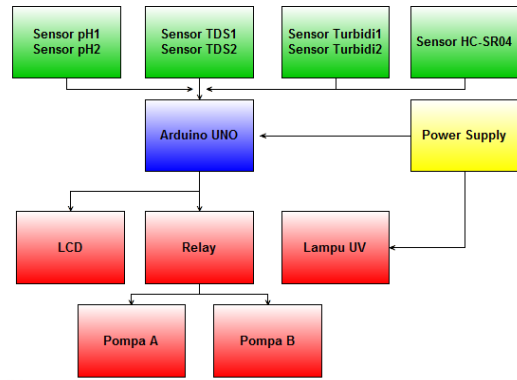 Sensor pH1
Sensor pH2
Sensor TDS1
Sensor TDS2
Sensor Turbidi1
Sensor Turbidi2
Sensor HC-SR04
Arduino UNO
Power Supply
LCD
Relay
Lampu UV
Pompa A
Pompa B